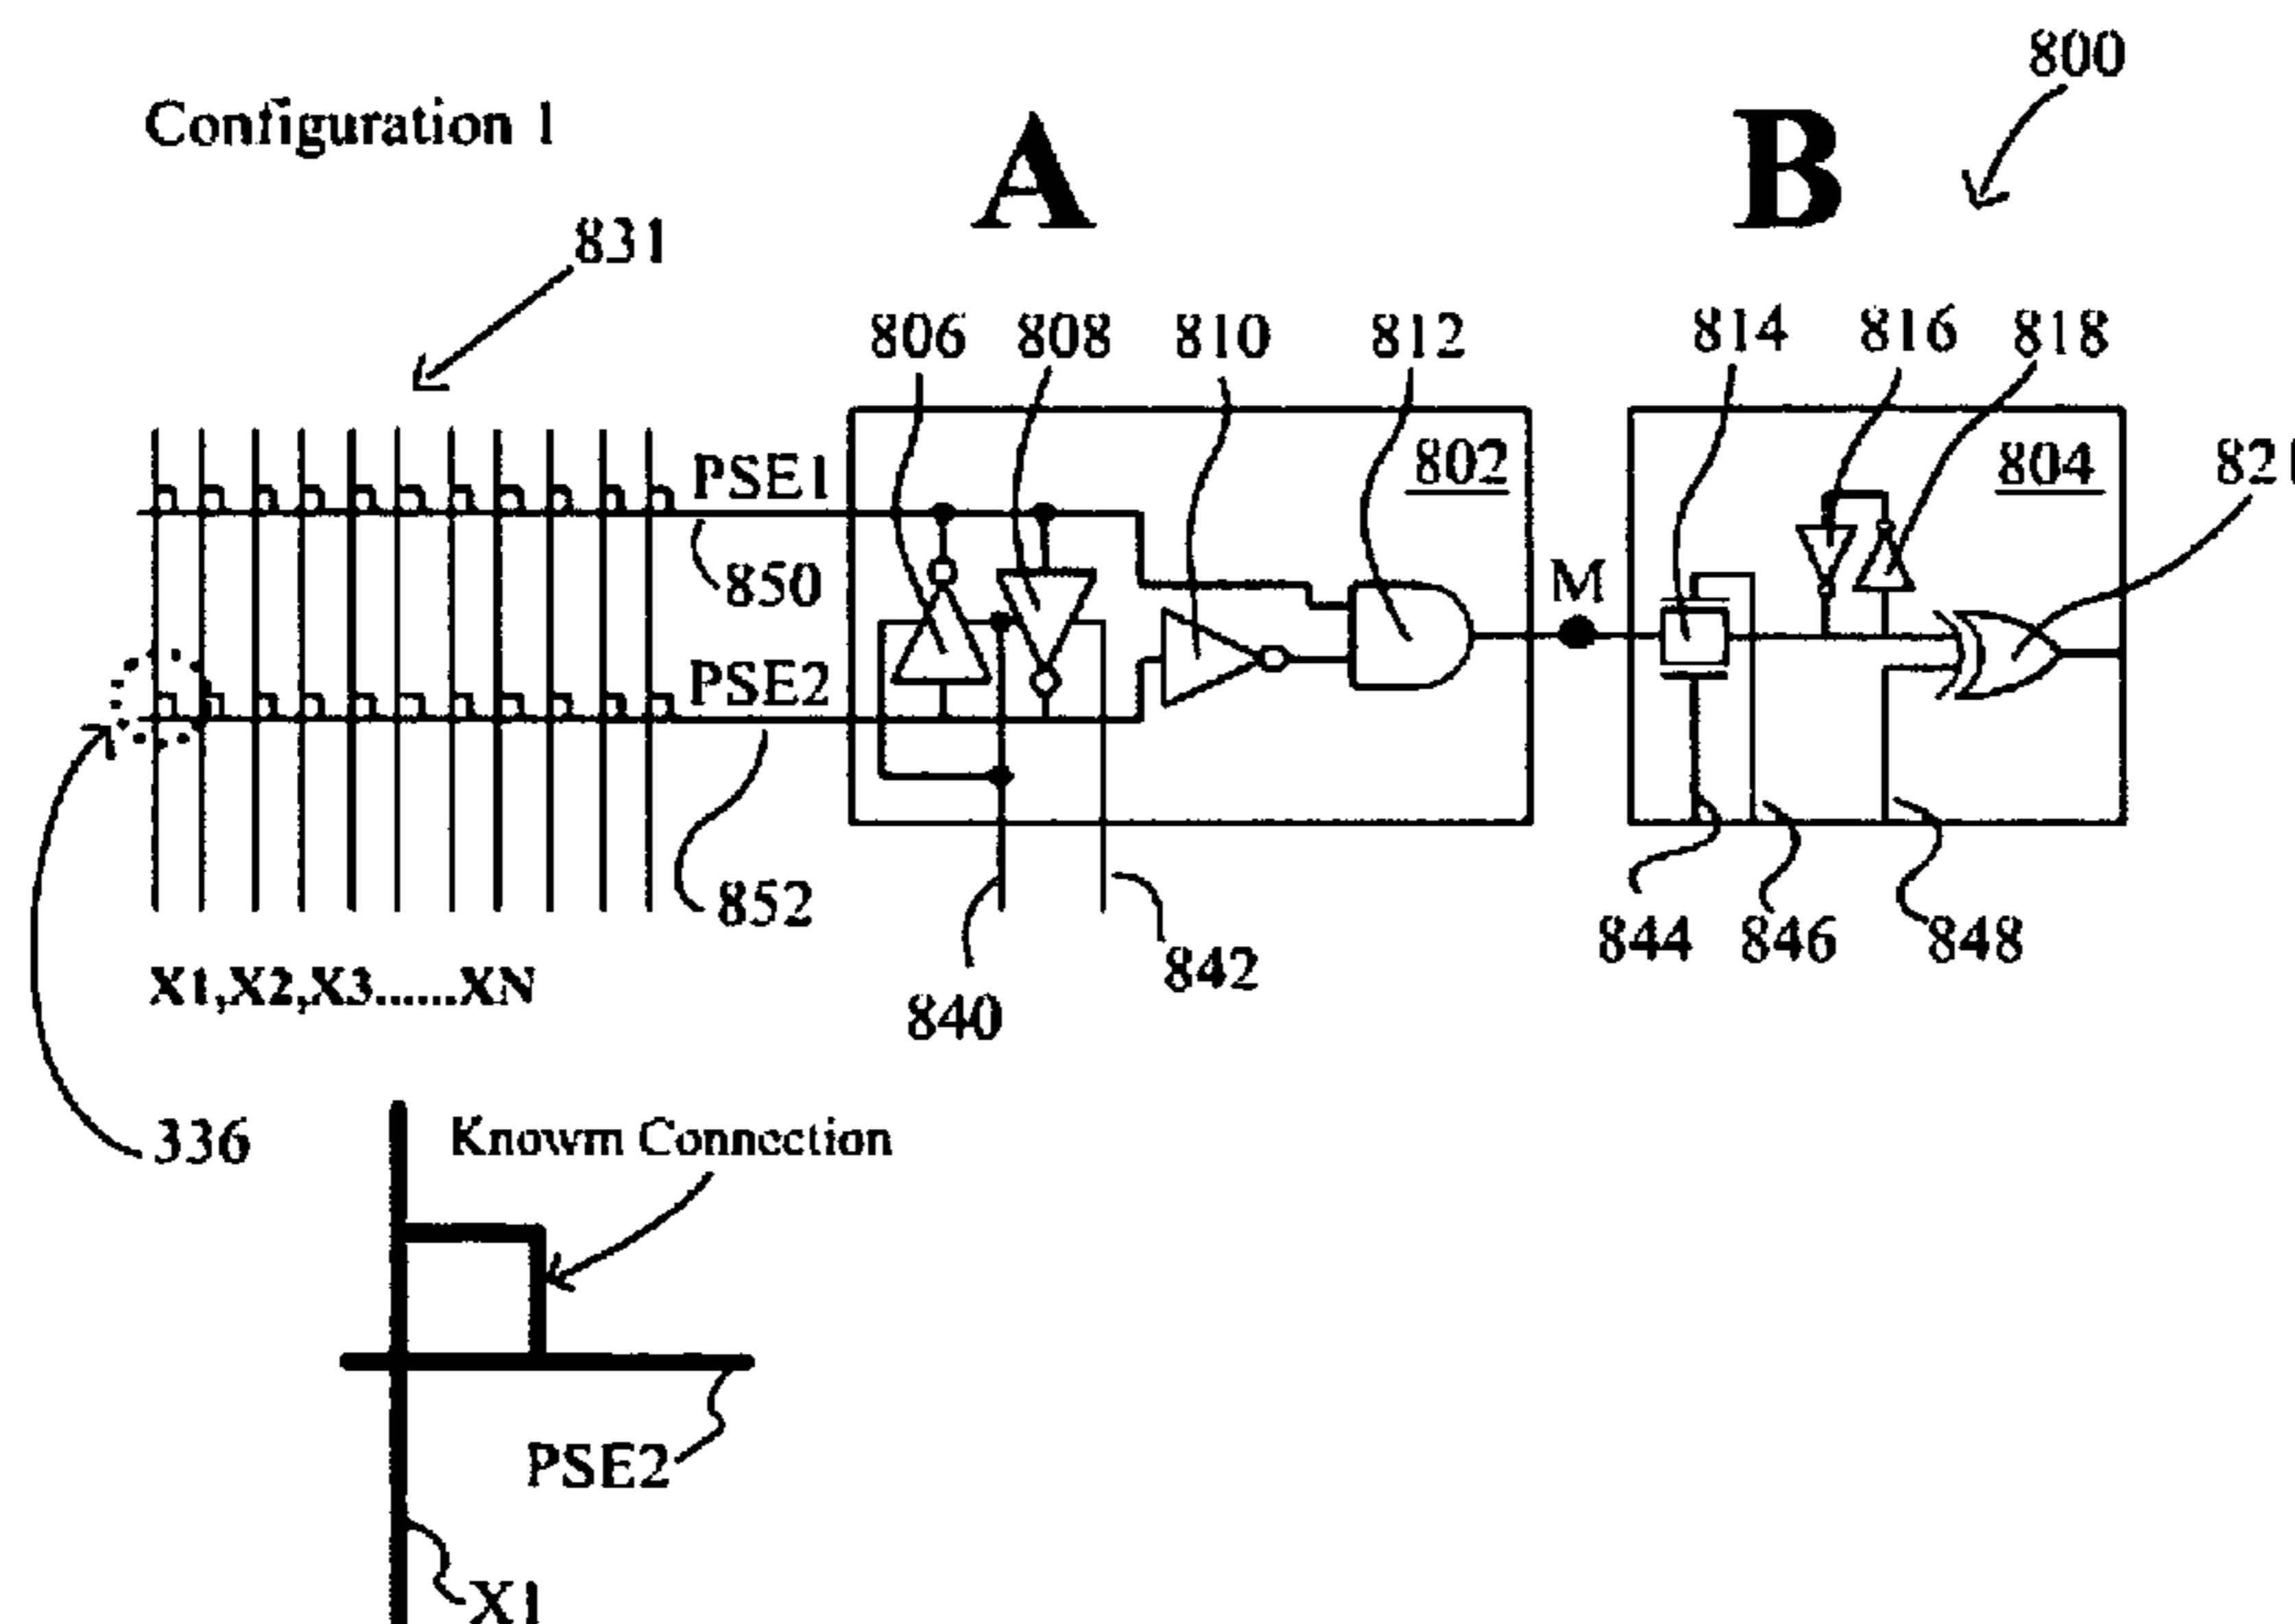 800
Configuration 1
A
B
831
806 808 810 812
814 816 818
802
804
821
PSE1
850
M
PSE2
852
840
842
844 846 848
X1,X2,X3.......XN
336
Knowm Connection
PSE2
X1